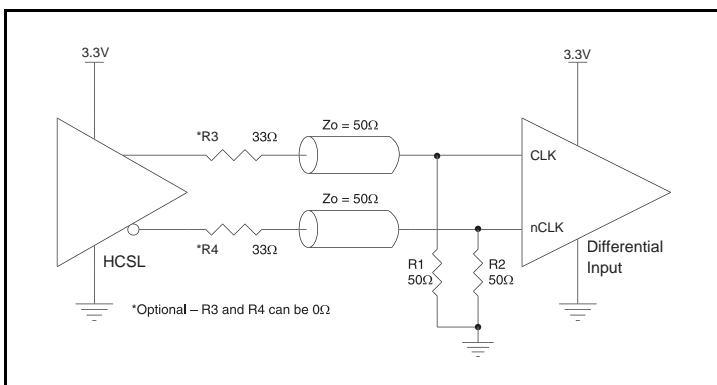 3.3V
3.3V
*R3 33Ω
Zo = 50Ω
CLK
Zo = 50Ω
nCLK
HCSL
*R4 33Ω
R1
50Ω
R2
50Ω
Differential
Input
*Optional – R3 and R4 can be 0Ω